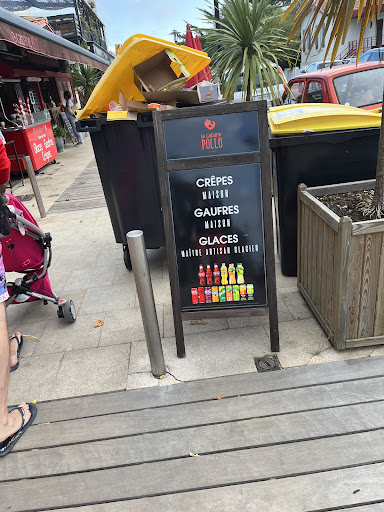 la cabane
POLLO
CRÊPES
MAISON
GAUFRES
MAISON
GLACES
MAÎTRE ARTISAN GLACIER